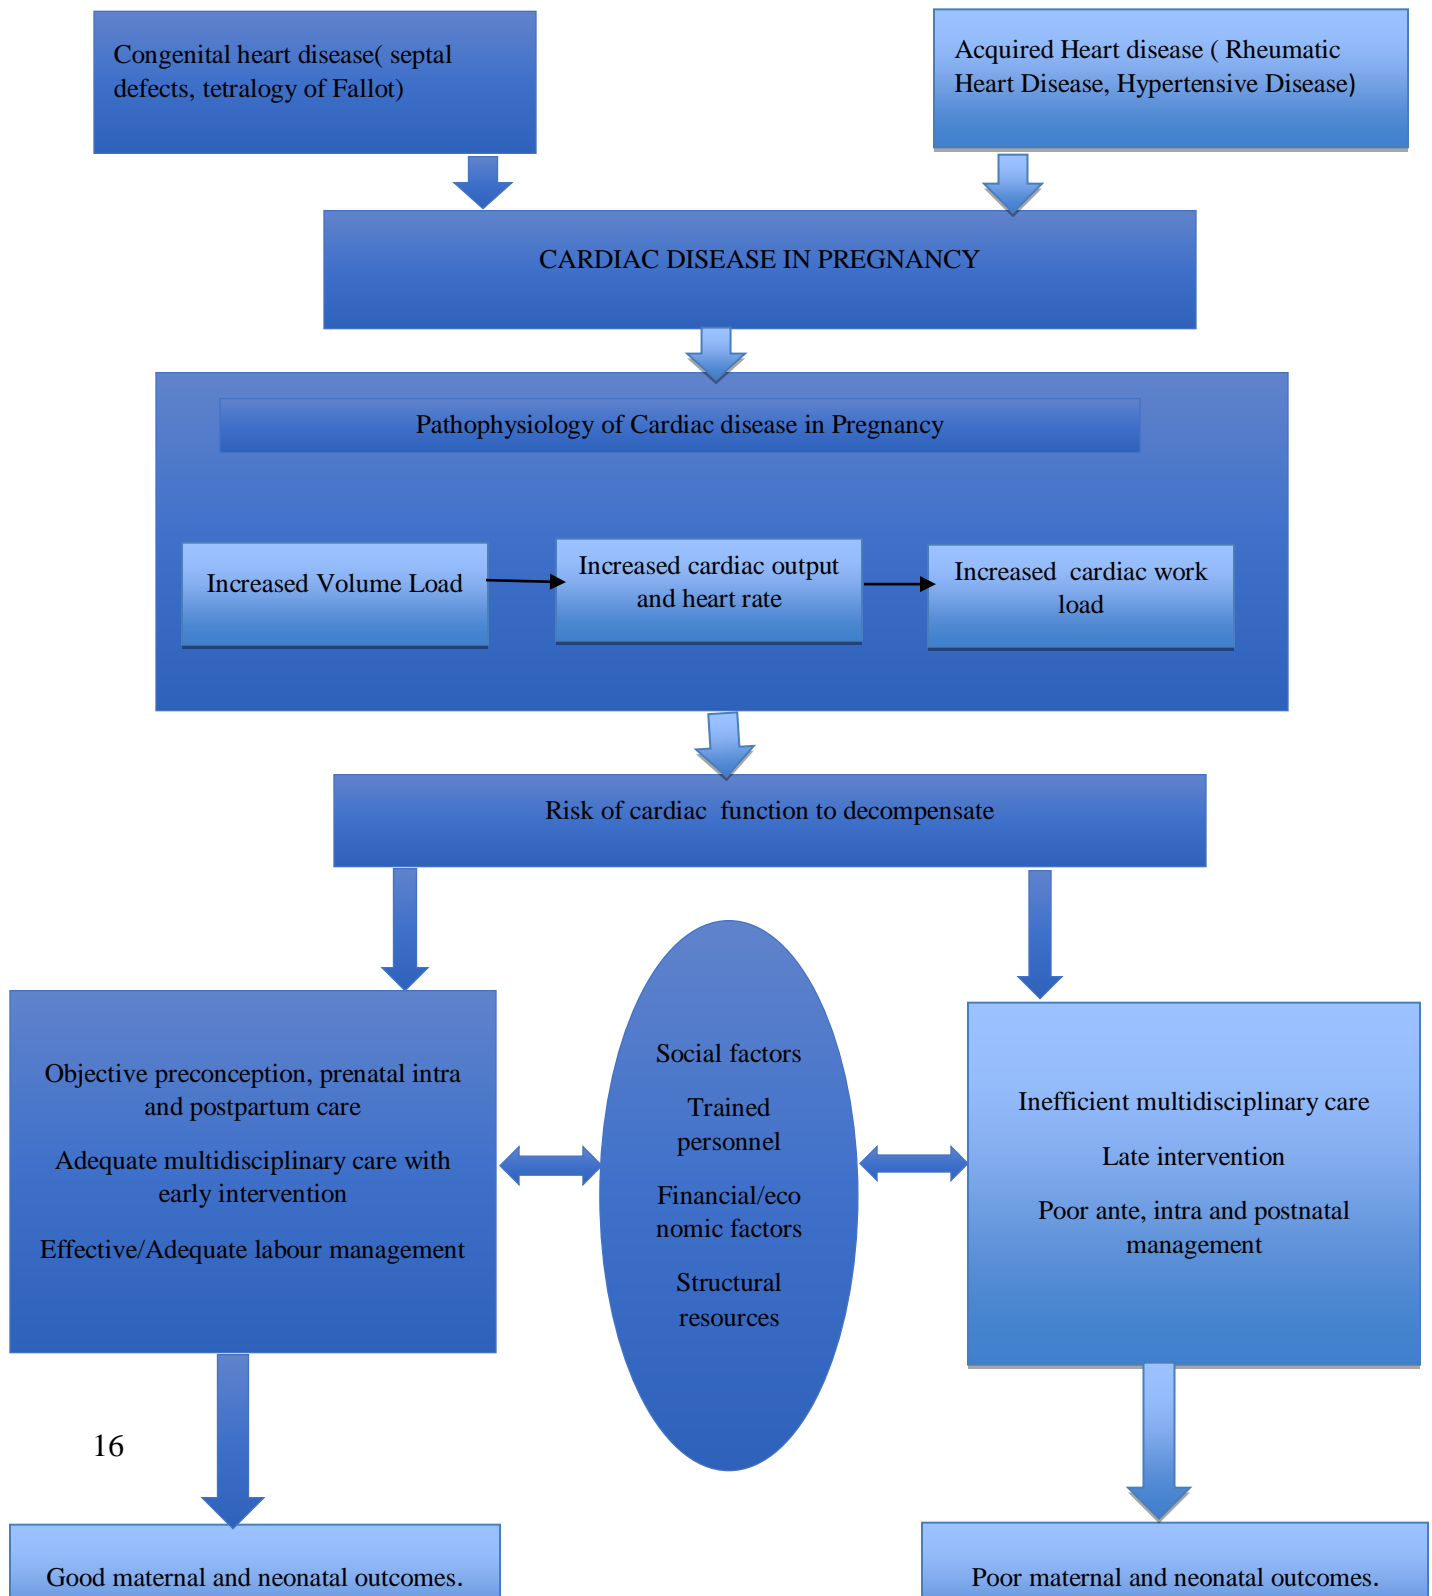 Congenital heart disease( septal
defects, tetralogy of Fallot)
Acquired Heart disease ( Rheumatic
Heart Disease, Hypertensive Disease)
CARDIAC DISEASE IN PREGNANCY
Pathophysiology of Cardiac disease in Pregnancy
Increased Volume Load
Increased cardiac output
and heart rate
Increased cardiac work
load
Risk of cardiac function to decompensate
Objective preconception, prenatal intra
and postpartum care
Adequate multidisciplinary care with
early intervention
Effective/Adequate labour management
Social factors
Trained
personnel
Financial/eco
nomic factors
Structural
resources
Inefficient multidisciplinary care
Late intervention
Poor ante, intra and postnatal
management
16
Good maternal and neonatal outcomes.
Poor maternal and neonatal outcomes.